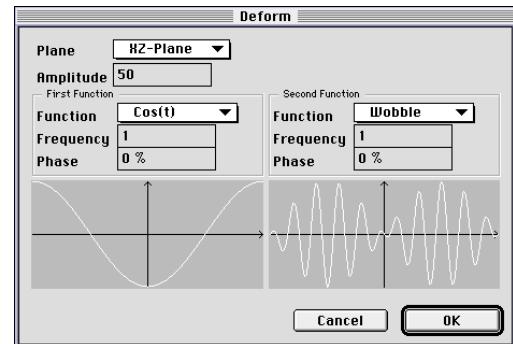 Deform
Plane XZ-Plane
Amplitude 50
First Function
Function Cos(t)
Frequency 1
Phase 0 %
Second Function
Function Wobble
Frequency 1
Phase 0 %
Cancel OK